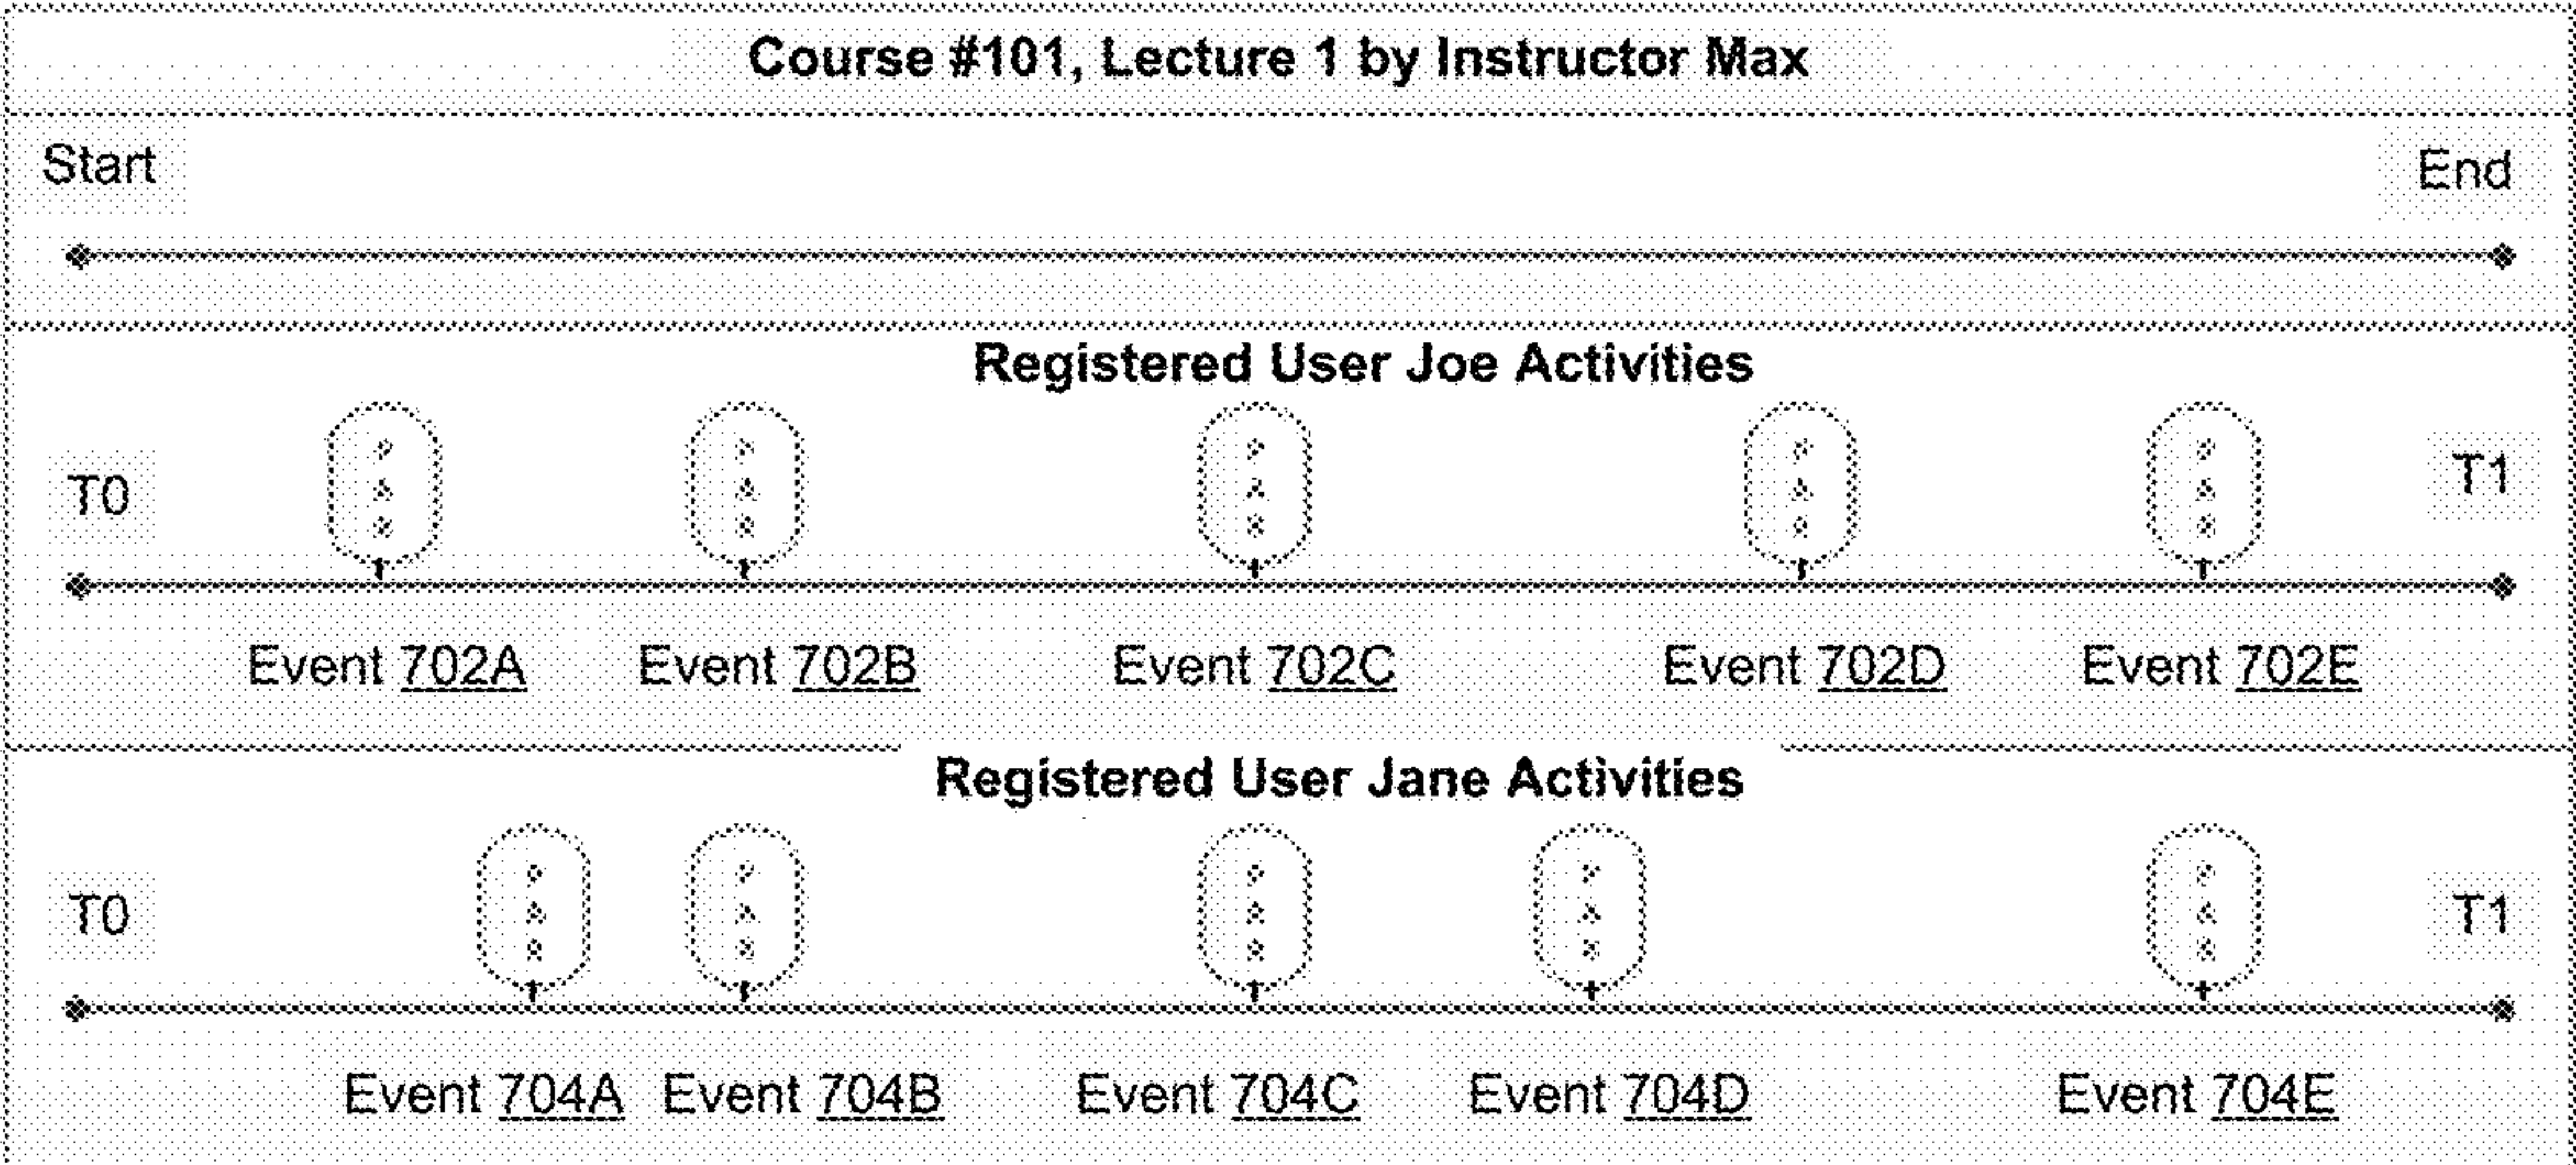 Course #101, Lecture 1 by Instructor Max
Start End
Registered User Joe Activities
T0 T1
Event 702A Event 702B Event 702C Event 702D Event 702E
Registered User Jane Activities
T0 T1
Event 704A Event 704B Event 704C Event 704D Event 704E